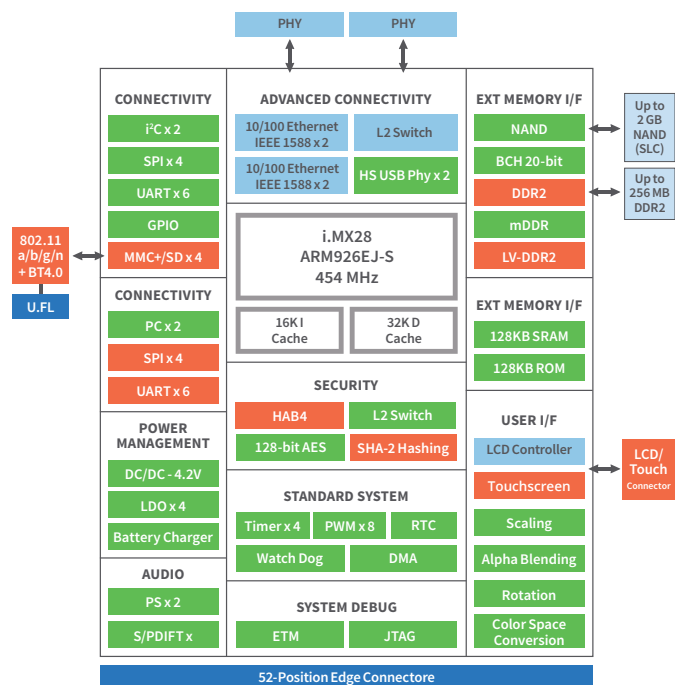 PHY
PHY
CONNECTIVITY
i²C x 2
SPI x 4
UART x 6
GPIO
MMC+/SD x 4
802.11
a/b/g/n
+ BT4.0
U.FL
CONNECTIVITY
PC x 2
SPI x 4
UART x 6
POWER
MANAGEMENT
DC/DC - 4.2V
LDO x 4
Battery Charger
AUDIO
PS x 2
S/PDIFT x
ADVANCED CONNECTIVITY
10/100 Ethernet
IEEE 1588 x 2
L2 Switch
10/100 Ethernet
IEEE 1588 x 2
HS USB Phy x 2
i.MX28
ARM926EJ-S
454 MHz
16K I
Cache
32K D
Cache
SECURITY
HAB4
L2 Switch
128-bit AES
SHA-2 Hashing
STANDARD SYSTEM
Timer x 4
PWM x 8
RTC
Watch Dog
DMA
SYSTEM DEBUG
ETM
JTAG
EXT MEMORY I/F
NAND
BCH 20-bit
DDR2
mDDR
LV-DDR2
Up to
2 GB
NAND
(SLC)
Up to
256 MB
DDR2
EXT MEMORY I/F
128KB SRAM
128KB ROM
USER I/F
LCD Controller
Touchscreen
Scaling
Alpha Blending
Rotation
Color Space
Conversion
LCD/
Touch
Connector
52-Position Edge Connectore